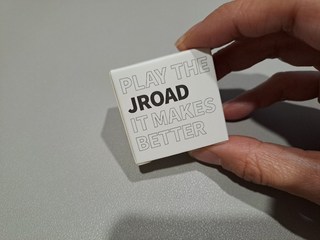 PLAY THE
JROAD
IT MAKES
BETTER